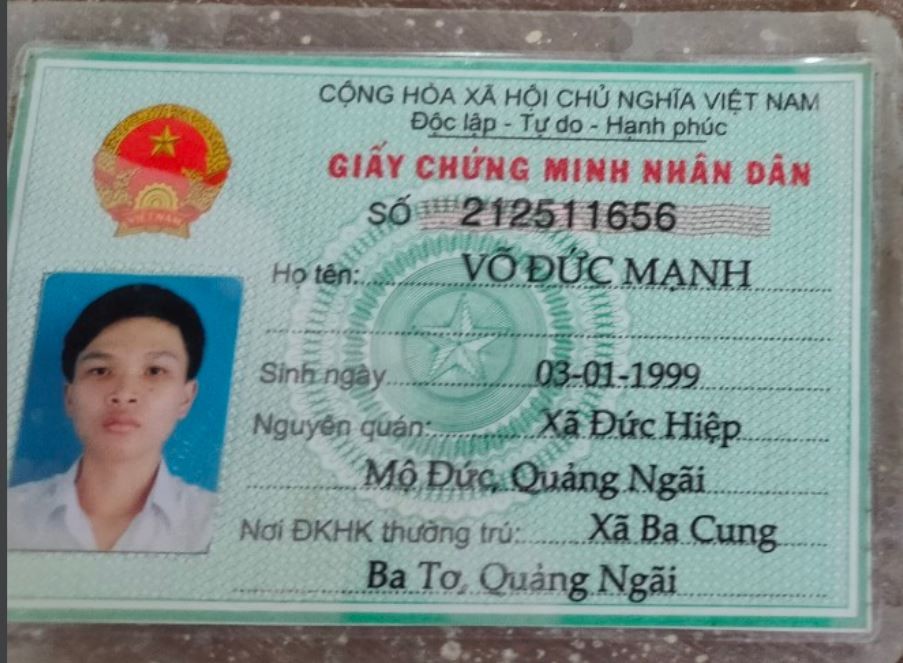 CỘNG HÒA XÃ HỘI CHỦ NGHĨA VIỆT NAM
Độc lập - Tự do - Hạnh phúc
GIẤY CHỨNG MINH NHÂN DÂN
SỐ 212511656
Họ tên: VÕ ĐỨC MẠNH
Sinh ngày 03-01-1999
Nguyên quán: Xã Đức Hiệp
Mộ Đức, Quảng Ngãi
Nơi ĐKHK thường trú: Xã Ba Cung
Ba Tơ, Quảng Ngãi
VIỆT NAM